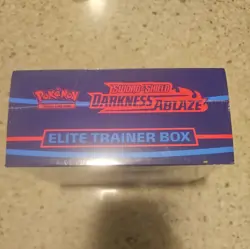 POKÉMON
SWORD & SHIELD
DARKNESS
ABLAZE
ELITE TRAINER BOX